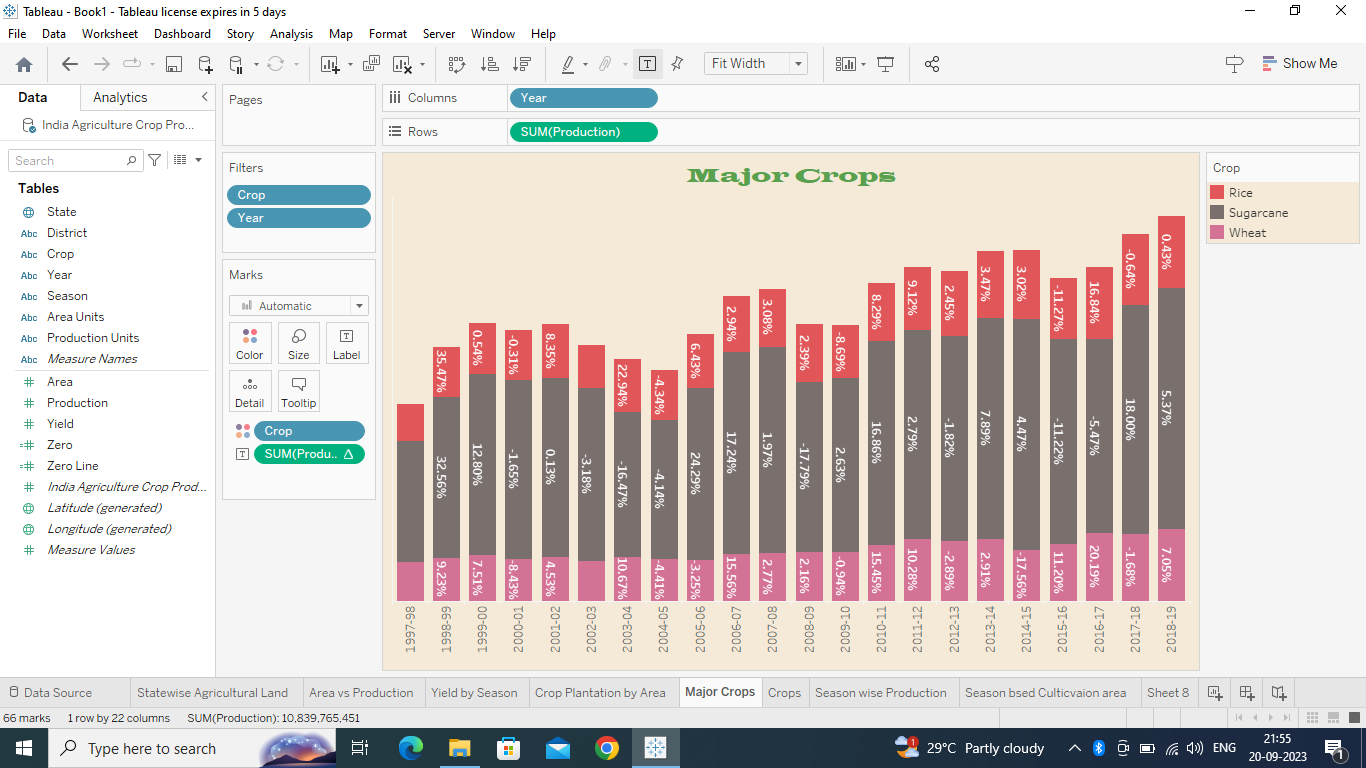 Tableau - Book1 - Tableau license expires in 5 days
File Data Worksheet Dashboard Story Analysis Map Format Server Window Help
Fit Width
Show Me
Data Analytics
India Agriculture Crop Pro...
Search
Tables
State
Abc District
Abc Crop
Abc Year
Abc Season
Abc Area Units
Abc Production Units
Abc Measure Names
Area
Production
Yield
Zero
Zero Line
India Agriculture Crop Prod...
Latitude (generated)
Longitude (generated)
Measure Values
Pages
Filters
Crop
Year
Marks
Automatic
Color Size Label
Detail Tooltip
Crop
SUM(Produ.. Δ
Columns Year
Rows SUM(Production)
Major Crops
35.47% 0.54% -0.31% 8.35% 22.94% -4.34% 6.43% 2.94% 3.08% 2.39% -8.69% 8.29% 9.12% 2.45% 3.47% 3.02% -11.27% 16.84% -0.64% 0.43%
32.56% 12.80% -1.65% 0.13% -3.18% -16.47% -4.14% 24.29% 17.24% 1.97% -17.79% 2.63% 16.86% 2.79% -1.82% 7.89% 4.47% -11.22% -5.47% 18.00% 5.37%
9.23% 7.51% -8.43% 4.53% 10.67% -4.41% -3.25% 15.56% 2.77% 2.16% -0.94% 15.45% 10.28% -2.89% 2.91% -17.56% 11.20% 20.19% -1.68% 7.05%
1997-98 1998-99 1999-00 2000-01 2001-02 2002-03 2003-04 2004-05 2005-06 2006-07 2007-08 2008-09 2009-10 2010-11 2011-12 2012-13 2013-14 2014-15 2015-16 2016-17 2017-18 2018-19
Crop
Rice
Sugarcane
Wheat
Data Source Statewise Agricultural Land Area vs Production Yield by Season Crop Plantation by Area Major Crops Crops Season wise Production Season bsed Culticvaion area Sheet 8
66 marks 1 row by 22 columns SUM(Production): 10,839,765,451
Type here to search
1
29°C Partly cloudy
ENG
21:55
20-09-2023
1